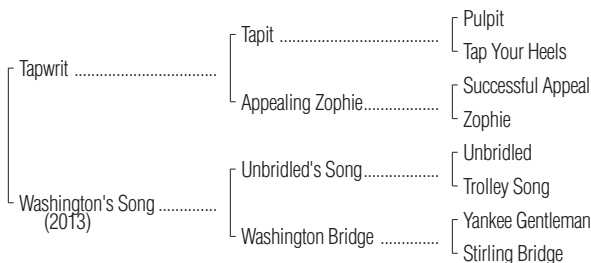 Pulpit
Tapit
Tap Your Heels
Tapwrit
Successful Appeal
Appealing Zophie
Zophie
Unbridled
Unbridled's Song
Trolley Song
Washington's Song
(2013)
Yankee Gentleman
Washington Bridge
Stirling Bridge